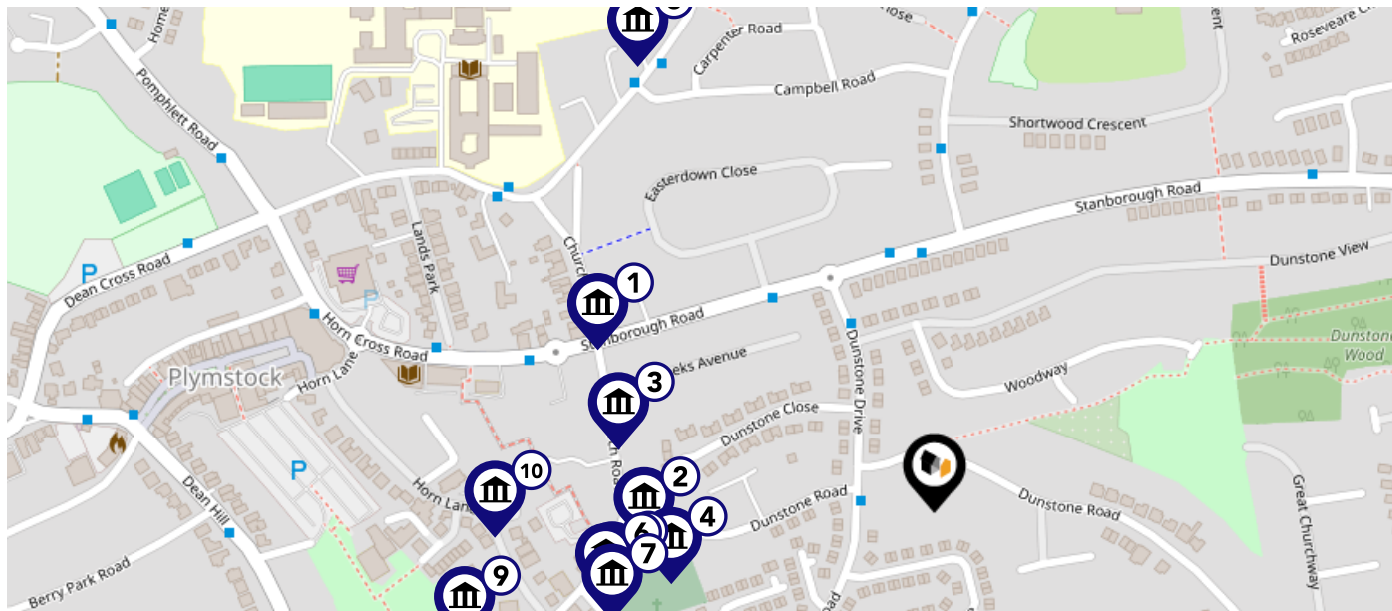 Carpenter Road
Roseveare
Pomphlett Road
Campbell Road
Shortwood Crescent
Easterdown Close
Stanborough Road
Lands Park
Dunstone View
P
Dean Cross Road
P
1
Stanborough Road
Horn Cross Road
Dunstone
Wood
Dunstone Drive
Plymstock
Horn Lane
Woodway
3
Dunstone Close
P
10
2
Horn Lane
Dean Hill
Dunstone Road
Dunstone Road
Great Churchway
4
6
7
9
Berry Park Road